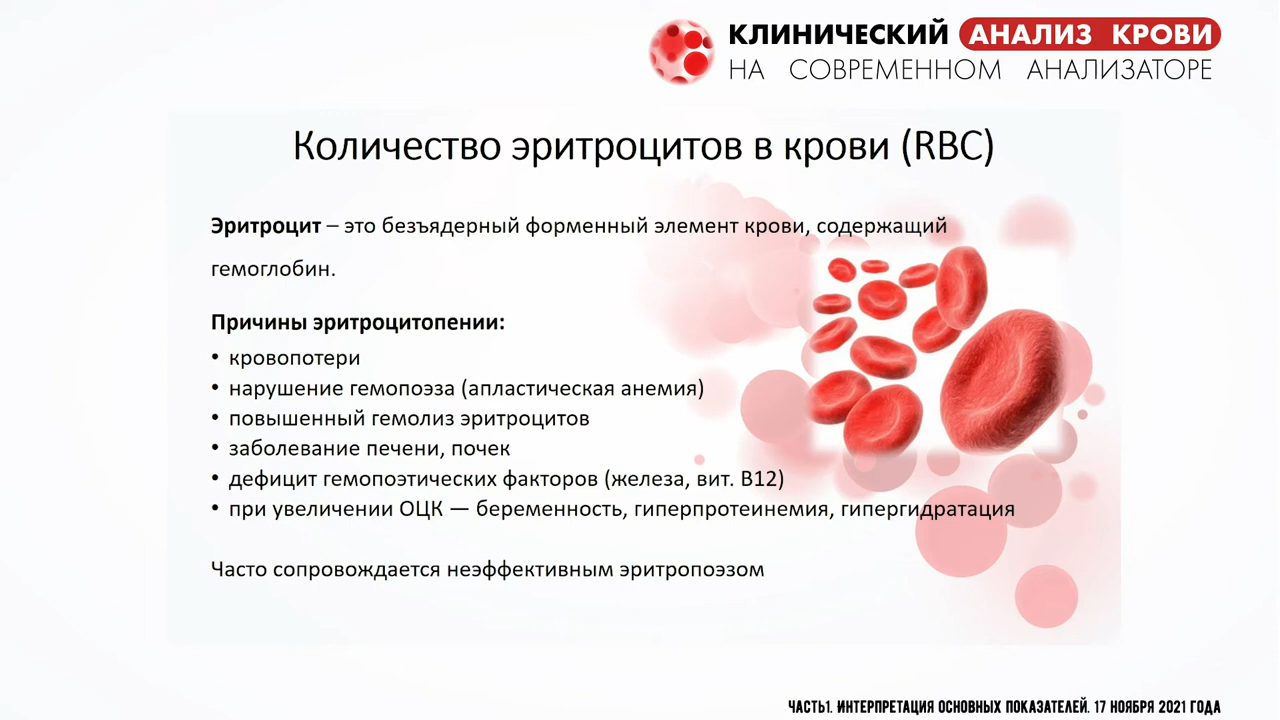 КЛИНИЧЕСКИЙ АНАЛИЗ КРОВИ
НА СОВРЕМЕННОМ АНАЛИЗАТОРЕ
Количество эритроцитов в крови (RBC)
Эритроцит – это безъядерный форменный элемент крови, содержащий
гемоглобин.
Причины эритроцитопении:
• кровопотери
• нарушение гемопоэза (апластическая анемия)
• повышенный гемолиз эритроцитов
• заболевание печени, почек
• дефицит гемопоэтических факторов (железа, вит. В12)
• при увеличении ОЦК — беременность, гиперпротеинемия, гипергидратация
Часто сопровождается неэффективным эритропоэзом
ЧАСТЬ1. ИНТЕРПРЕТАЦИЯ ОСНОВНЫХ ПОКАЗАТЕЛЕЙ. 17 НОЯБРЯ 2021 ГОДА